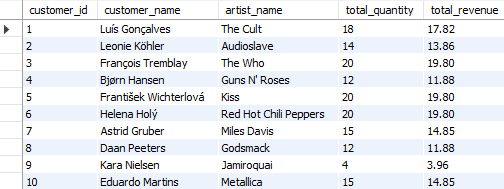 customer_id customer_name artist_name total_quantity total_revenue
1 Luís Gonçalves The Cult 18 17.82
2 Leonie Köhler Audioslave 14 13.86
3 François Tremblay The Who 20 19.80
4 Bjørn Hansen Guns N' Roses 12 11.88
5 František Wichterlová Kiss 20 19.80
6 Helena Holý Red Hot Chili Peppers 20 19.80
7 Astrid Gruber Miles Davis 15 14.85
8 Daan Peeters Godsmack 12 11.88
9 Kara Nielsen Jamiroquai 4 3.96
10 Eduardo Martins Metallica 15 14.85